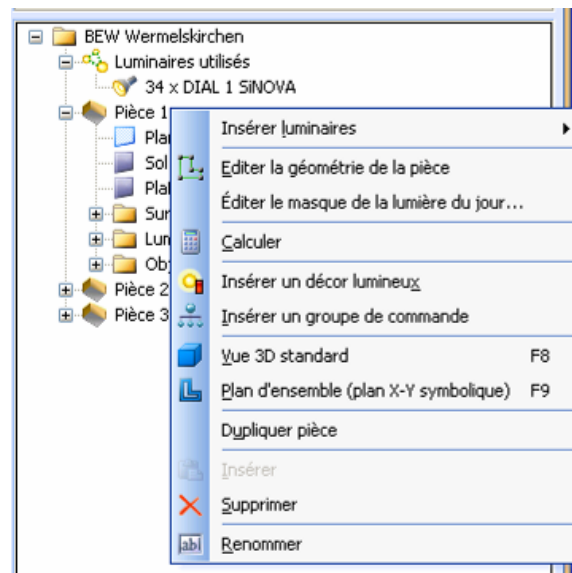 BEW Wermelskirchen
Luminaires utilisés
34 x DIAL 1 SiNOVA
Pièce 1
Sol
Pièce 2
Pièce 3
Insérer luminaires
Editer la géométrie de la pièce
Éditer le masque de la lumière du jour...
Calculer
Insérer un décor lumineux
Insérer un groupe de commande
Vue 3D standard F8
Plan d'ensemble (plan X-Y symbolique) F9
Dupliquer pièce
Insérer
Supprimer
abl Renommer